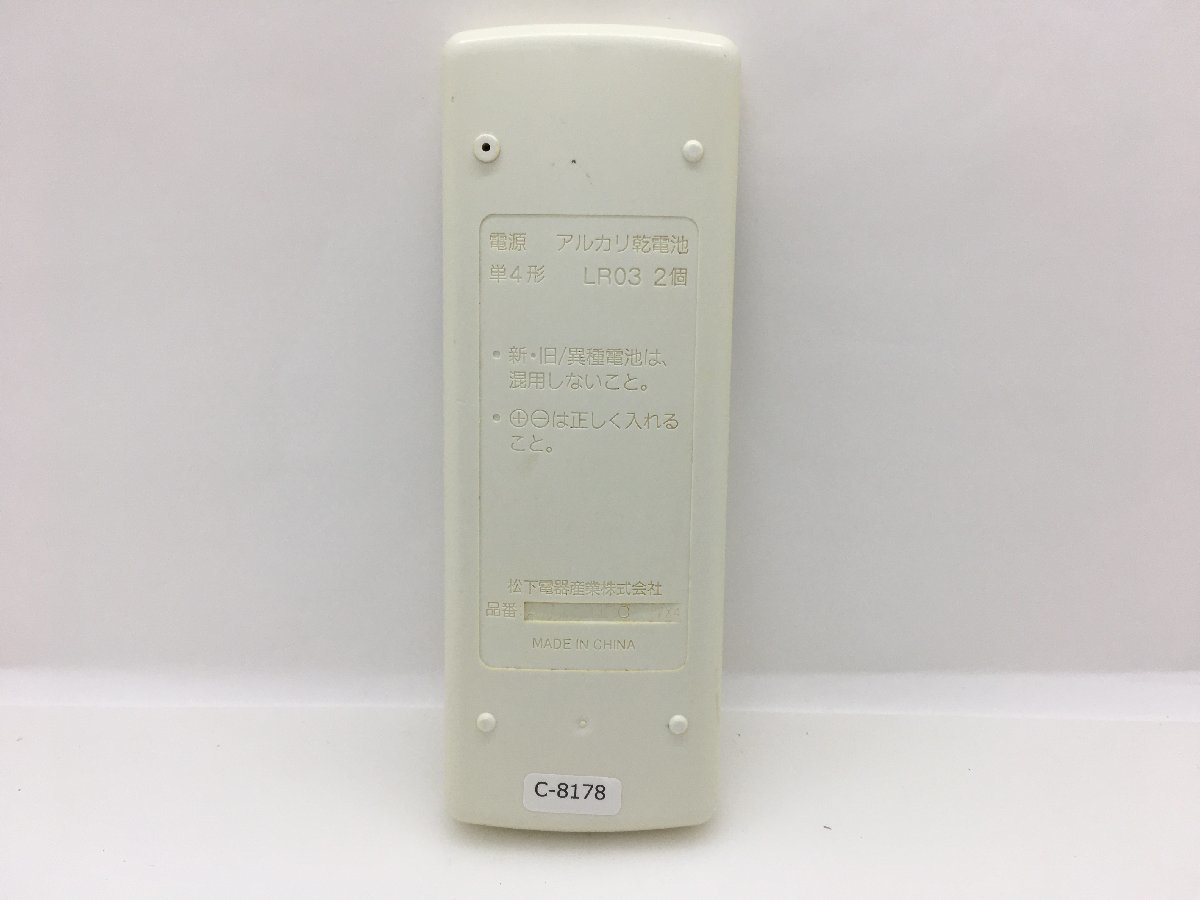 電源 アルカリ乾電池
単4形 LR03 2個
• 新・旧/異種電池は、
混用しないこと。
• ⊕⊖は正しく入れる
こと。
松下電器産業株式会社
品番
MADE IN CHINA
C-8178